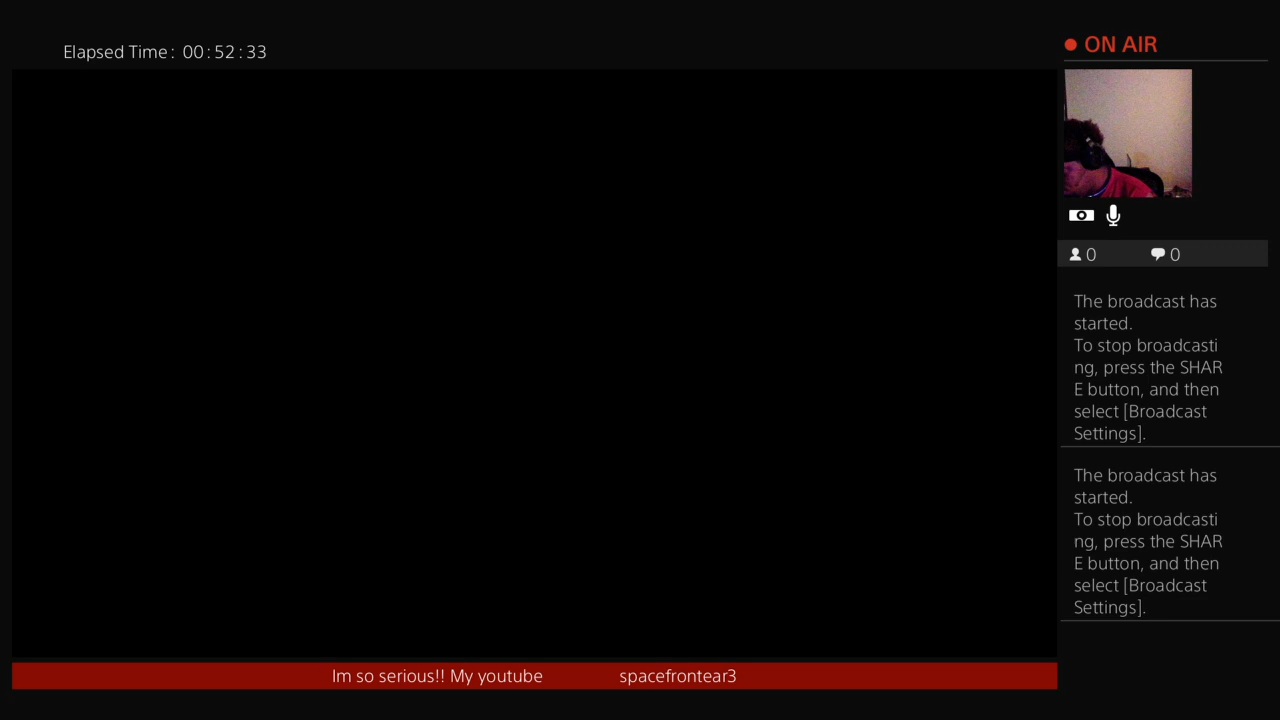 Elapsed Time: 00:52:33
ON AIR
0 0
The broadcast has
started.
To stop broadcasti
ng, press the SHAR
E button, and then
select [Broadcast
Settings].
The broadcast has
started.
To stop broadcasti
ng, press the SHAR
E button, and then
select [Broadcast
Settings].
Im so serious!! My youtube spacefrontear3